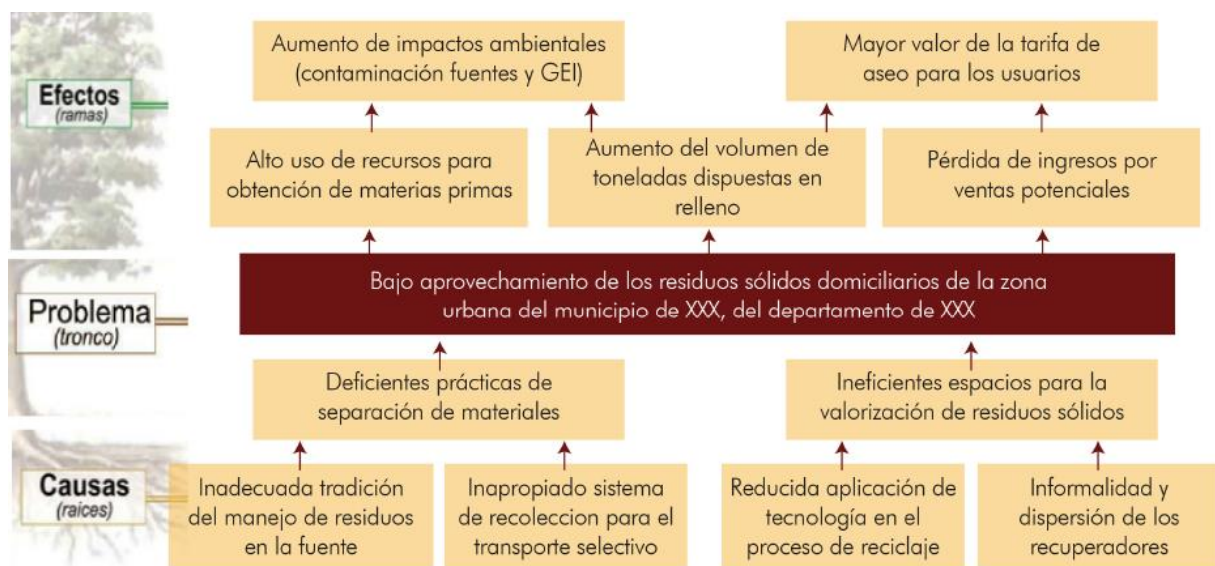 Efectos
(ramas)
Aumento de impactos ambientales
(contaminación fuentes y GEI)
Mayor valor de la tarifa de
aseo para los usuarios
Alto uso de recursos para
obtención de materias primas
Aumento del volumen de
toneladas dispuestas en
relleno
Pérdida de ingresos por
ventas potenciales
Problema
(tronco)
Bajo aprovechamiento de los residuos sólidos domiciliarios de la zona
urbana del municipio de XXX, del departamento de XXX
Deficientes prácticas de
separación de materiales
Ineficientes espacios para la
valorización de residuos sólidos
Causas
(raices)
Inadecuada tradición
del manejo de residuos
en la fuente
Inapropiado sistema
de recoleccion para el
transporte selectivo
Reducida aplicación de
tecnología en el
proceso de reciclaje
Informalidad y
dispersión de los
recuperadores